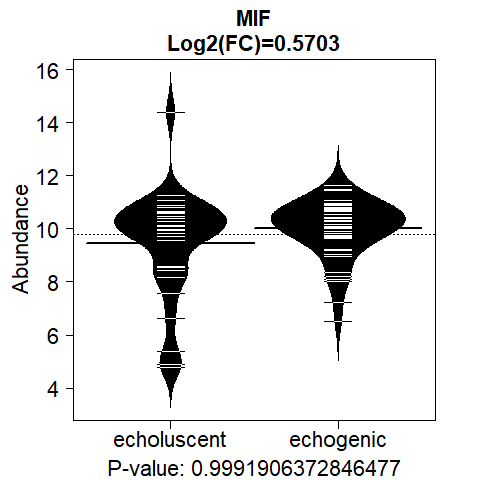 MIF
Log2(FC)=0.5703
16
14
12
10
8
6
4
Abundance
echoluscent echogenic
P-value: 0.9991906372846477